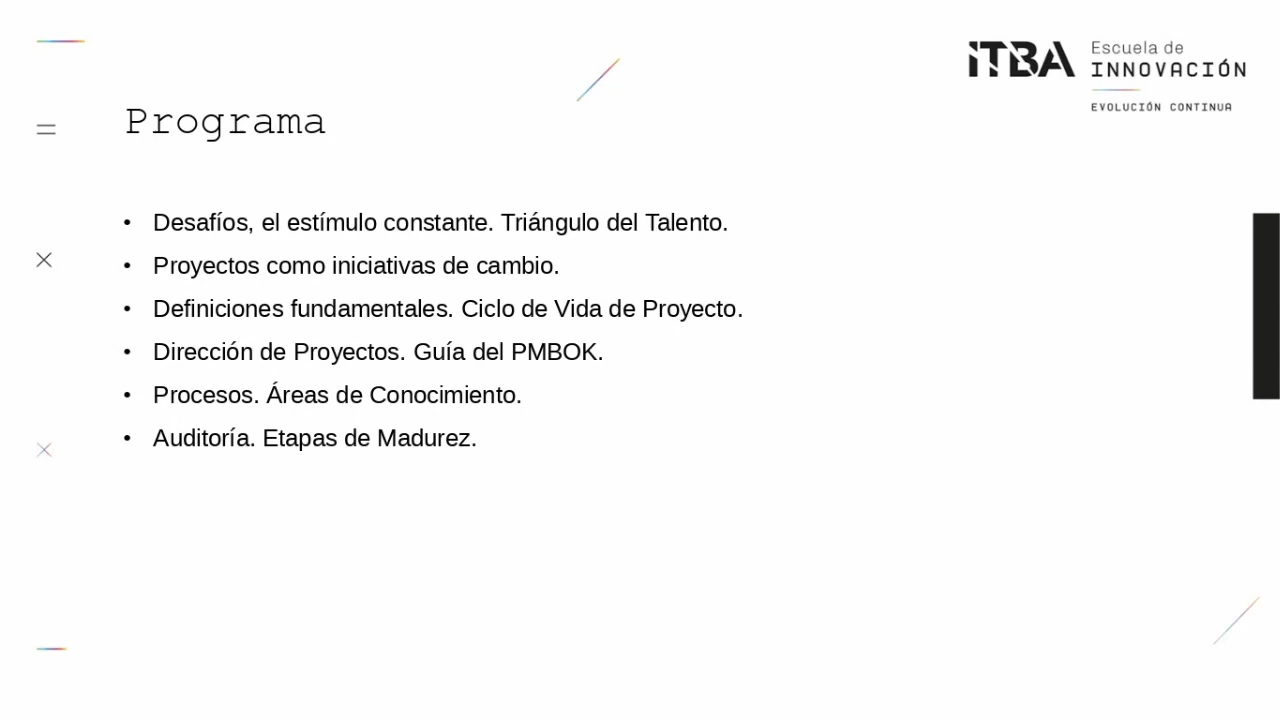 ITBA
Escuela de
INNOVACIÓN
EVOLUCIÓN CONTINUA
Programa
• Desafíos, el estímulo constante. Triángulo del Talento.
• Proyectos como iniciativas de cambio.
• Definiciones fundamentales. Ciclo de Vida de Proyecto.
• Dirección de Proyectos. Guía del PMBOK.
• Procesos. Áreas de Conocimiento.
• Auditoría. Etapas de Madurez.